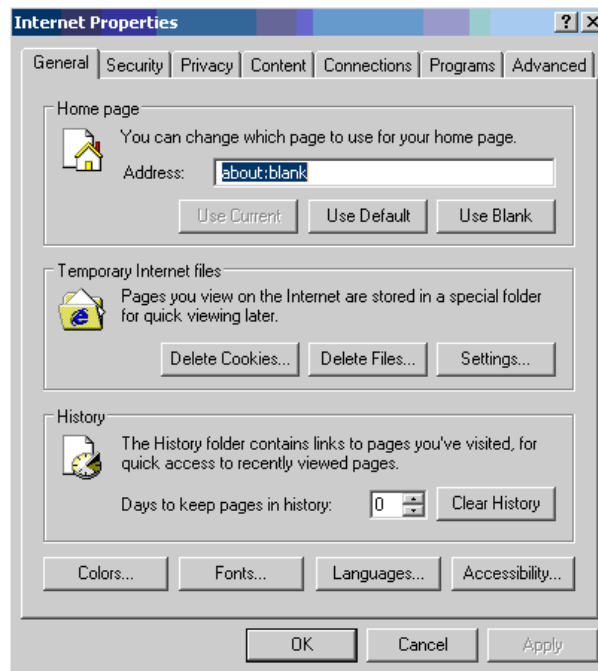 Internet Properties
General Security Privacy Content Connections Programs Advanced
Home page
You can change which page to use for your home page.
Address: about:blank
Use Current Use Default Use Blank
Temporary Internet files
Pages you view on the Internet are stored in a special folder
for quick viewing later.
Delete Cookies... Delete Files... Settings...
History
The History folder contains links to pages you've visited, for
quick access to recently viewed pages.
Days to keep pages in history: 0 Clear History
Colors... Fonts... Languages... Accessibility...
OK Cancel Apply